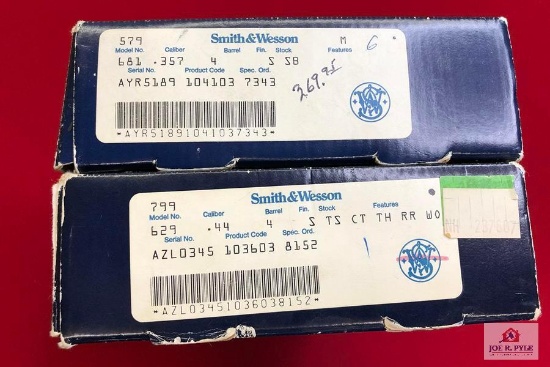 579 Smith&Wesson M 6
Model No. Caliber Barrel Fin. Stock Features
681 .357 4 S SB
Serial No. Product Code Spec. Ord.
AYR5189 104103 7343
369.95
*AYR51891041037343*
799 Smith&Wesson
Model No. Caliber Barrel Fin. Stock Features
629 .44 4 S TS CT TH RR WO
Serial No. Product Code Spec. Ord.
AZL0345 103603 8152
1
*AZL03451036038152*
JOE R. PYLE